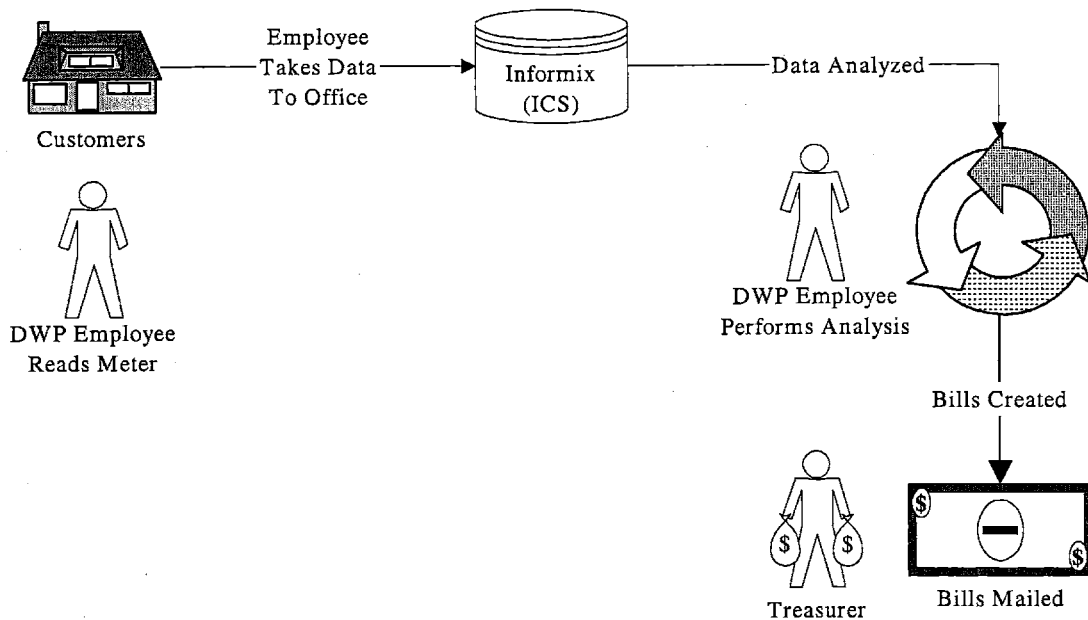 Employee
Takes Data
To Office
Informix
(ICS)
Data Analyzed
Customers
DWP Employee
Reads Meter
DWP Employee
Performs Analysis
Bills Created
$
$
$
$
Treasurer
Bills Mailed